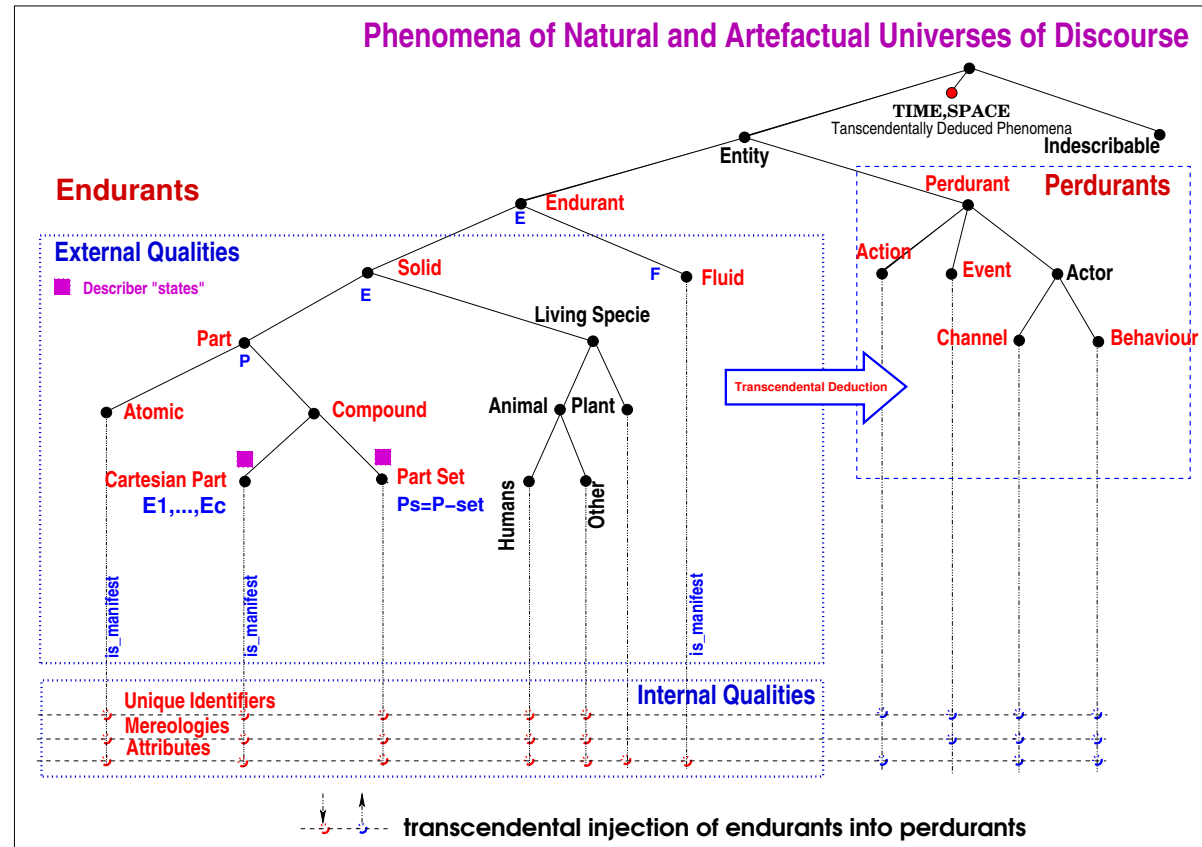 Phenomena of Natural and Artefactual Universes of Discourse
TIME,SPACE
Tanscendentally Deduced Phenomena
Indescribable
Entity
Endurants
Perdurants
Perdurant
Endurant
E
External Qualities
Describer "states"
Solid
E
F
Fluid
Action
Event
Actor
Living Specie
Part
P
Channel
Behaviour
Transcendental Deduction
Atomic
Compound
Animal
Plant
Cartesian Part
E1,...,Ec
Part Set
Ps=P-set
Humans
Other
is_manifest
is_manifest
is_manifest
Internal Qualities
Unique Identifiers
Mereologies
Attributes
transcendental injection of endurants into perdurants